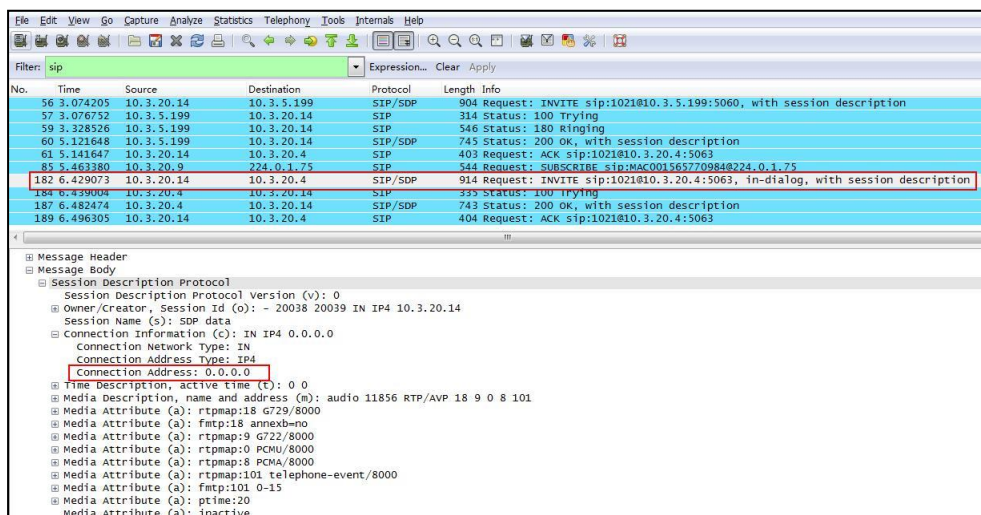 File Edit View Go Capture Analyze Statistics Telephony Tools Internals Help
Filter: sip Expression... Clear Apply
No. Time Source Destination Protocol Length Info
56 3.074205 10.3.20.14 10.3.5.199 SIP/SDP 904 Request: INVITE sip:1021@10.3.5.199:5060, with session description
57 3.076752 10.3.5.199 10.3.20.14 SIP 314 Status: 100 Trying
59 3.328526 10.3.5.199 10.3.20.14 SIP 546 Status: 180 Ringing
60 5.121648 10.3.5.199 10.3.20.14 SIP/SDP 745 Status: 200 OK, with session description
61 5.141647 10.3.20.14 10.3.20.4 SIP 403 Request: ACK sip:1021@10.3.20.4:5063
85 5.463380 10.3.20.9 224.0.1.75 SIP 544 Request: SUBSCRIBE sip:MAC001565770984@224.0.1.75
182 6.429073 10.3.20.14 10.3.20.4 SIP/SDP 914 Request: INVITE sip:1021@10.3.20.4:5063, in-dialog, with session description
184 6.439004 10.3.20.4 10.3.20.14 SIP 335 Status: 100 Trying
187 6.482474 10.3.20.4 10.3.20.14 SIP/SDP 743 Status: 200 OK, with session description
189 6.496305 10.3.20.14 10.3.20.4 SIP 404 Request: ACK sip:1021@10.3.20.4:5063
Message Header
Message Body
Session Description Protocol
Session Description Protocol Version (v): 0
Owner/Creator, Session Id (o): - 20038 20039 IN IP4 10.3.20.14
Session Name (s): SDP data
Connection Information (c): IN IP4 0.0.0.0
Connection Network Type: IN
Connection Address Type: IP4
Connection Address: 0.0.0.0
Time Description, active time (t): 0 0
Media Description, name and address (m): audio 11856 RTP/AVP 18 9 0 8 101
Media Attribute (a): rtpmap:18 G729/8000
Media Attribute (a): fmtp:18 annexb=no
Media Attribute (a): rtpmap:9 G722/8000
Media Attribute (a): rtpmap:0 PCMU/8000
Media Attribute (a): rtpmap:8 PCMA/8000
Media Attribute (a): rtpmap:101 telephone-event/8000
Media Attribute (a): fmtp:101 0-15
Media Attribute (a): ptime:20
Media Attribute (a): inactive